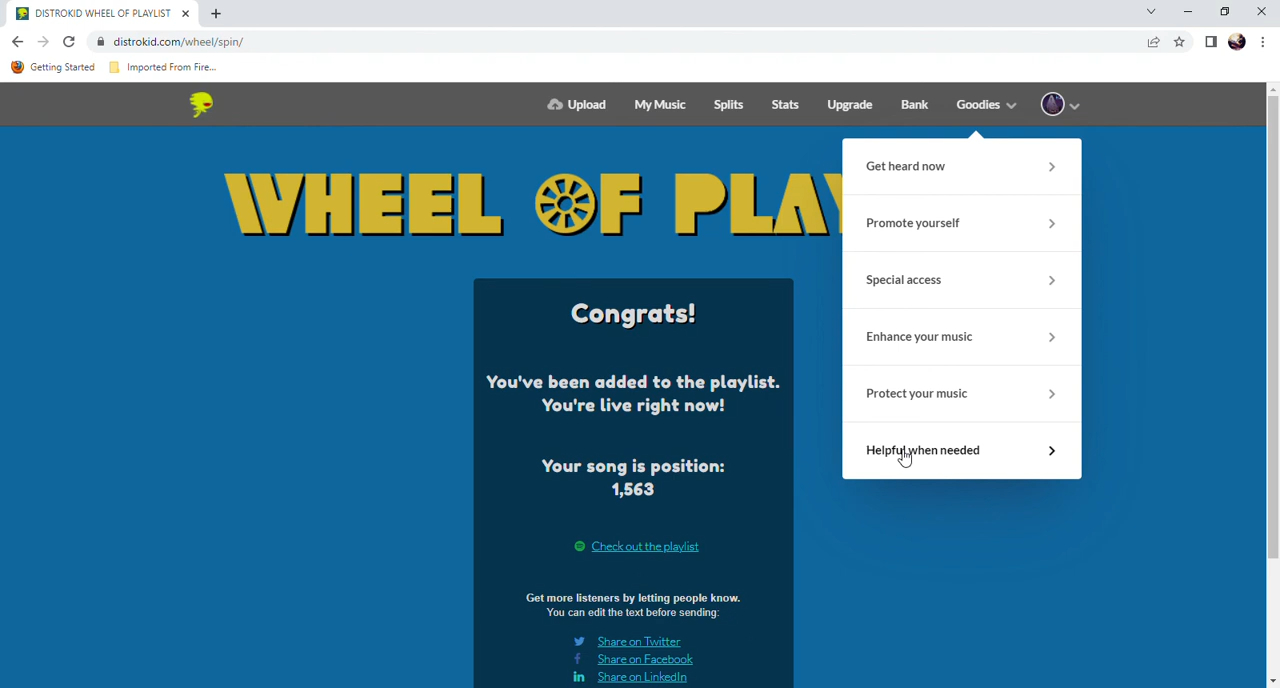 DISTROKID WHEEL OF PLAYLIST
distrokid.com/wheel/spin/
Getting Started
Imported From Fire...
Upload
My Music
Splits
Stats
Upgrade
Bank
Goodies
WHEEL OF PLAY
Get heard now
Promote yourself
Special access
Enhance your music
Protect your music
Helpful when needed
Congrats!
You've been added to the playlist.
You're live right now!
Your song is position:
1,563
Check out the playlist
Get more listeners by letting people know.
You can edit the text before sending:
Share on Twitter
Share on Facebook
Share on LinkedIn